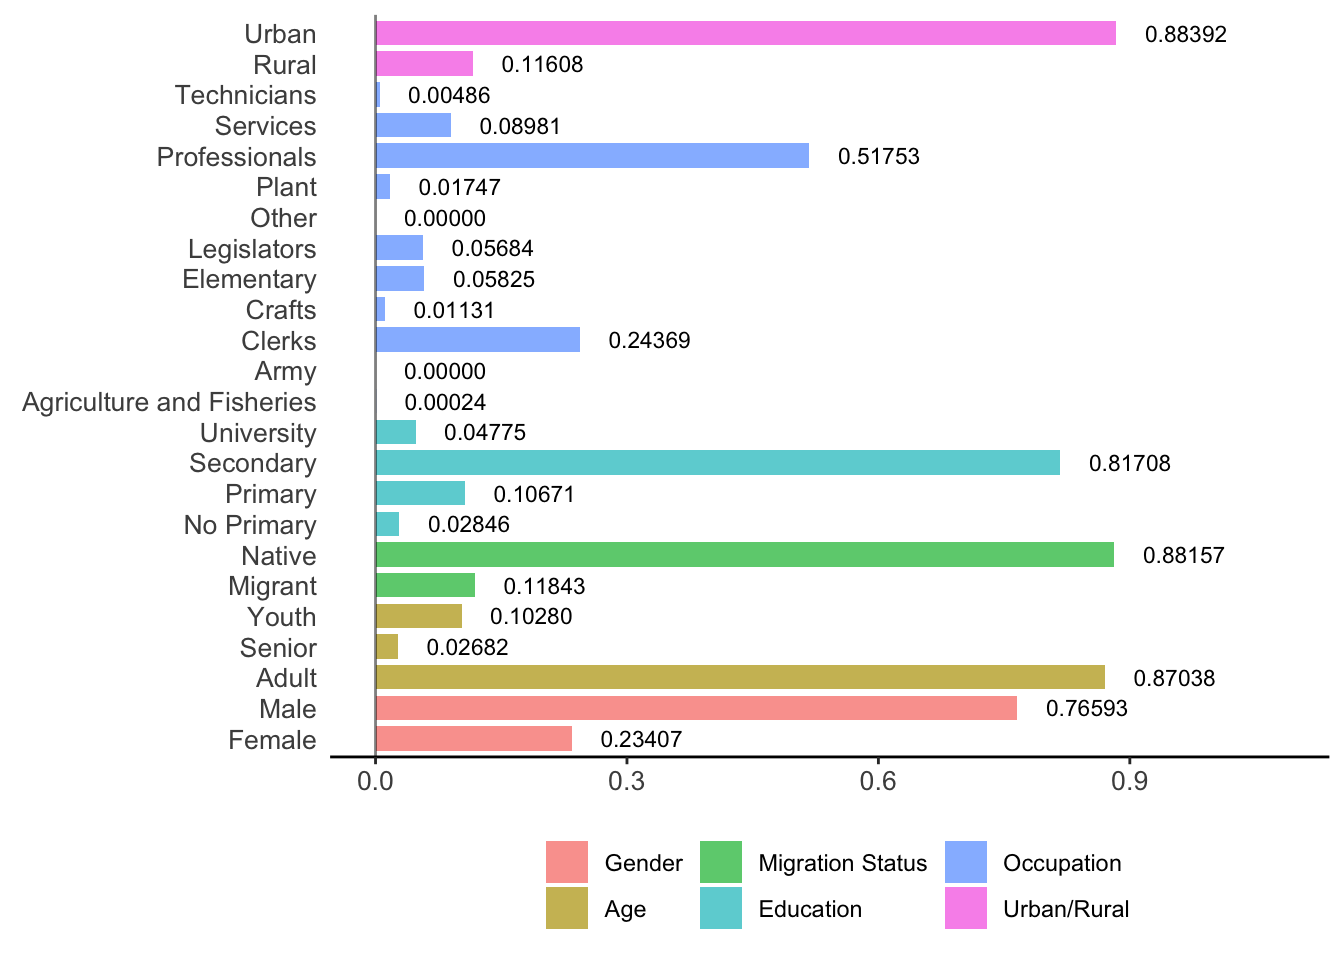 Urban 0.88392
Rural 0.11608
Technicians 0.00486
Services 0.08981
Professionals 0.51753
Plant 0.01747
Other 0.00000
Legislators 0.05684
Elementary 0.05825
Crafts 0.01131
Clerks 0.24369
Army 0.00000
Agriculture and Fisheries 0.00024
University 0.04775
Secondary 0.81708
Primary 0.10671
No Primary 0.02846
Native 0.88157
Migrant 0.11843
Youth 0.10280
Senior 0.02682
Adult 0.87038
Male 0.76593
Female 0.23407
0.0 0.3 0.6 0.9
Gender Migration Status Occupation
Age Education Urban/Rural